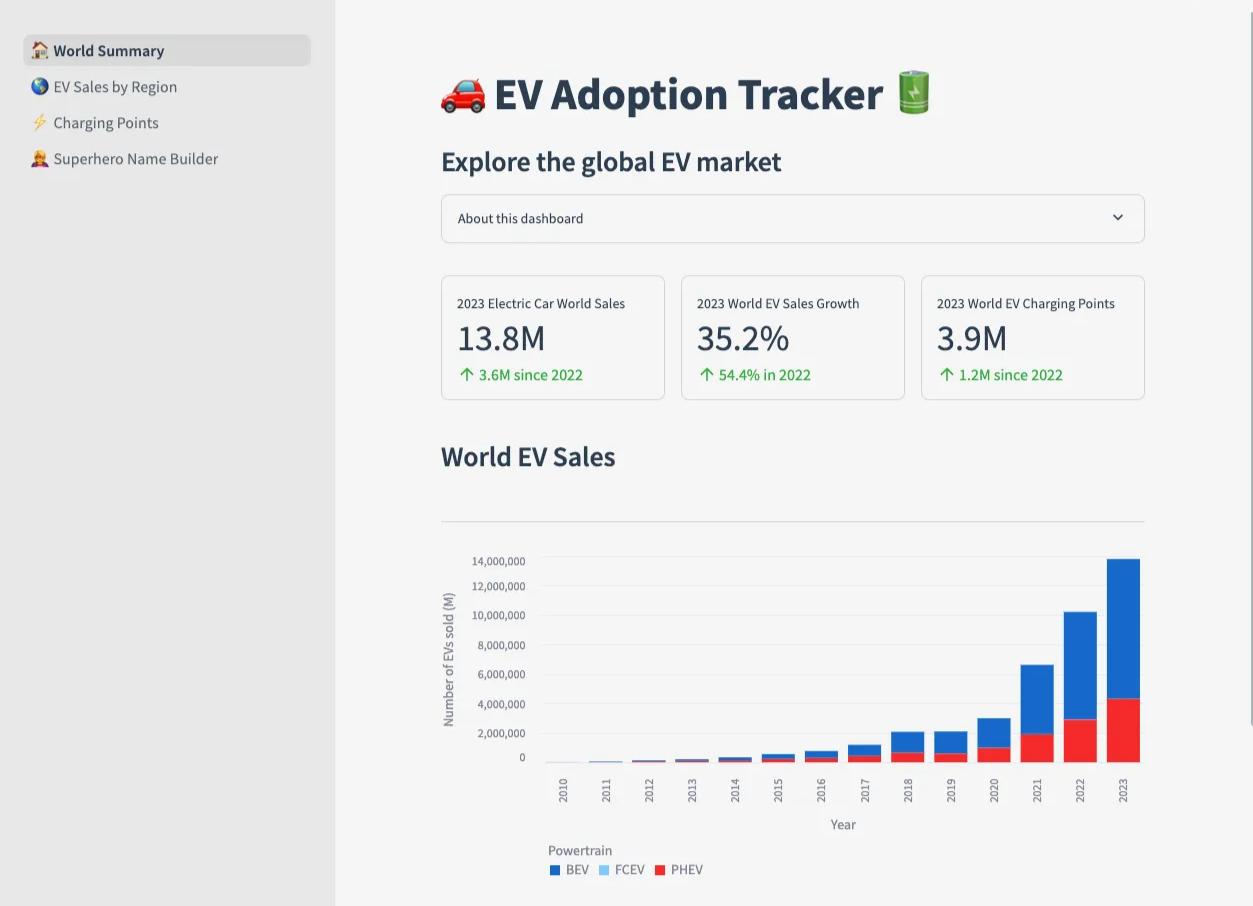 World Summary
EV Sales by Region
Charging Points
Superhero Name Builder
EV Adoption Tracker
Explore the global EV market
About this dashboard
2023 Electric Car World Sales
13.8M
↑ 3.6M since 2022
2023 World EV Sales Growth
35.2%
↑ 54.4% in 2022
2023 World EV Charging Points
3.9M
↑ 1.2M since 2022
World EV Sales
Number of EVs sold (M)
14,000,000
12,000,000
10,000,000
8,000,000
6,000,000
4,000,000
2,000,000
0
2010 2011 2012 2013 2014 2015 2016 2017 2018 2019 2020 2021 2022 2023
Year
Powertrain
BEV FCEV PHEV